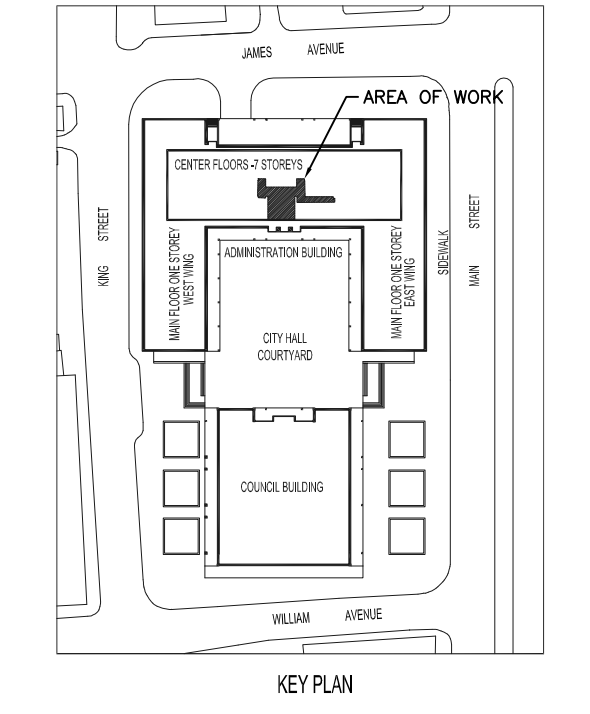 JAMES AVENUE
AREA OF WORK
CENTER FLOORS -7 STOREYS
KING STREET
MAIN FLOOR ONE STOREY
WEST WING
ADMINISTRATION BUILDING
MAIN FLOOR ONE STOREY
EAST WING
SIDEWALK
MAIN STREET
CITY HALL
COURTYARD
COUNCIL BUILDING
WILLIAM AVENUE
KEY PLAN